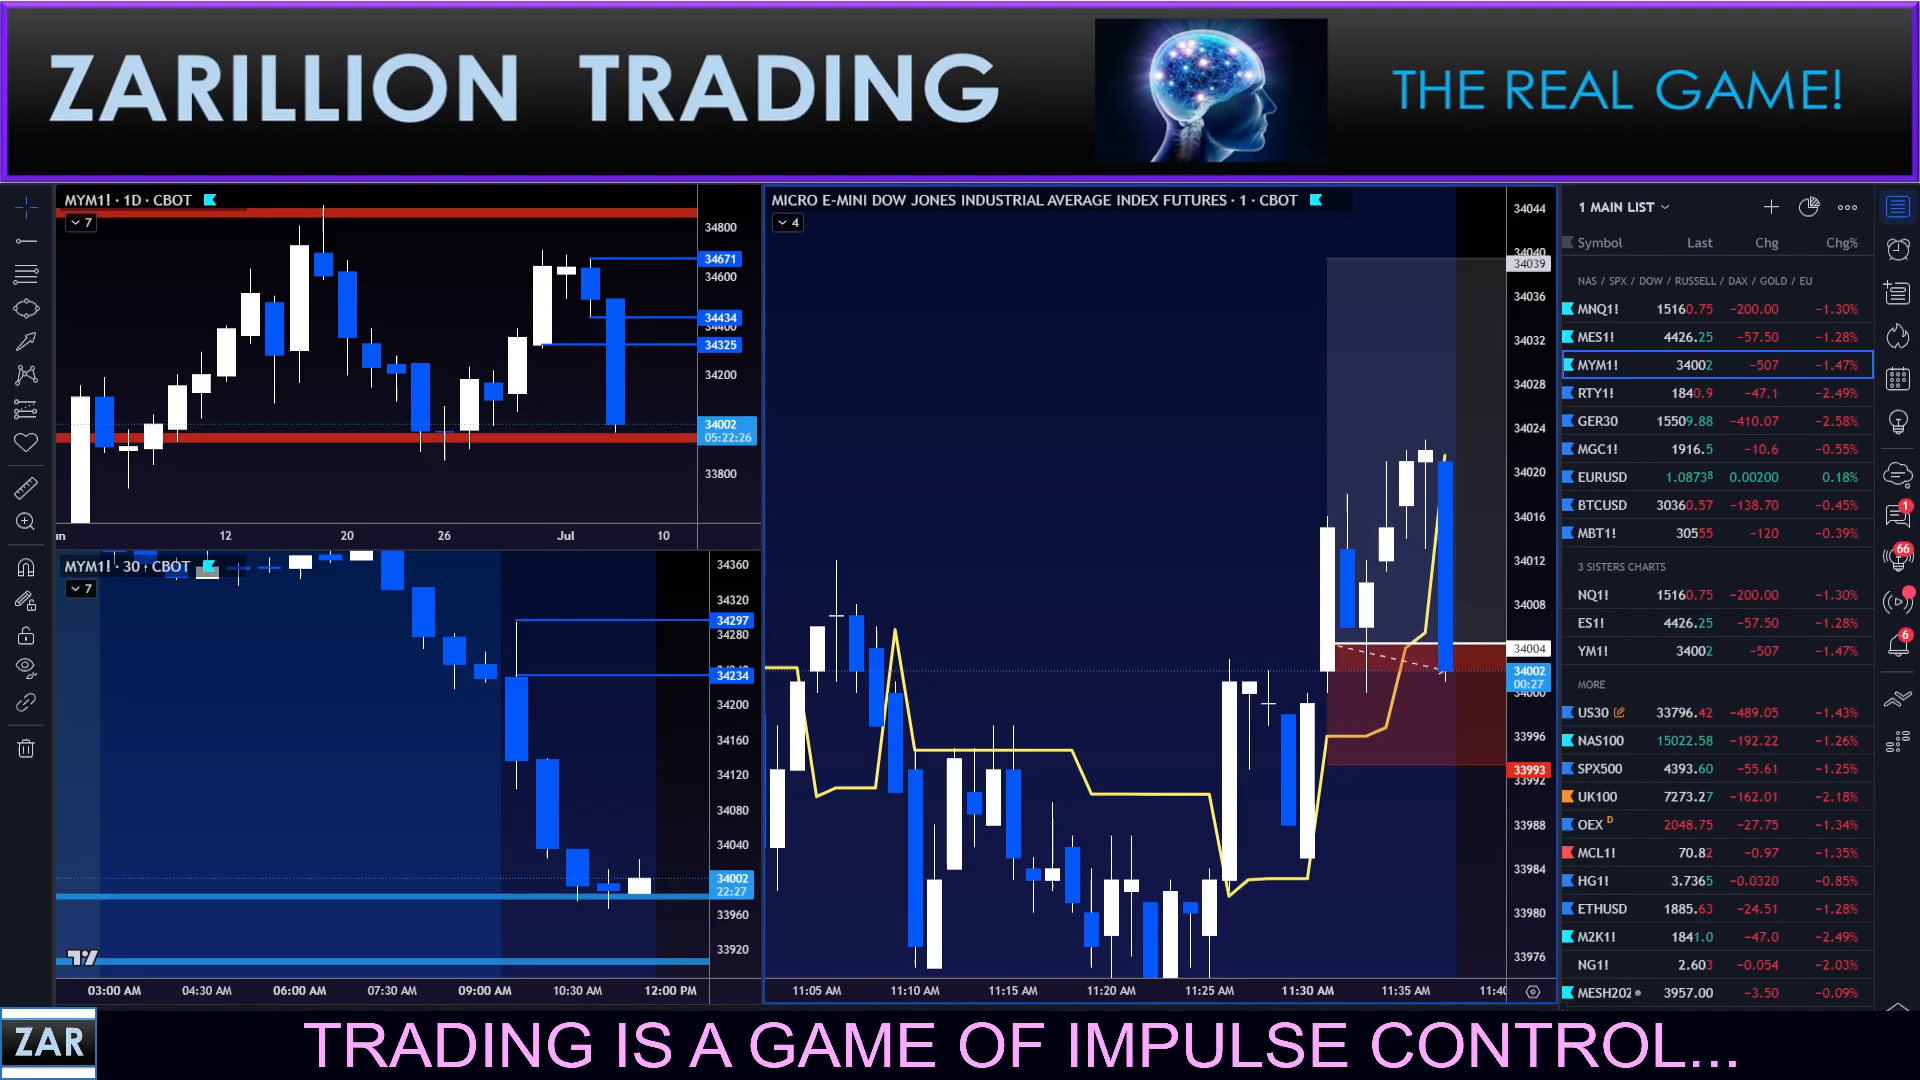 ZARILLION TRADING
THE REAL GAME!
MYM1! · 1D · CBOT
7
34800
34671
34600
34434
34400
34325
34200
34002
05:22:26
33800
12
20
26
Jul
10
MYM1! · 30 · CBOT
7
34360
34320
34297
34280
34234
34200
34160
34120
34080
34040
34002
22:27
33960
33920
03:00 AM
04:30 AM
06:00 AM
07:30 AM
09:00 AM
10:30 AM
12:00 PM
MICRO E-MINI DOW JONES INDUSTRIAL AVERAGE INDEX FUTURES · 1 · CBOT
4
34044
34040
34039
34036
34032
34028
34024
34020
34016
34012
34008
34004
34002
00:27
34000
33996
33993
33992
33988
33984
33980
33976
11:05 AM
11:10 AM
11:15 AM
11:20 AM
11:25 AM
11:30 AM
11:35 AM
11:40
1 MAIN LIST
Symbol Last Chg Chg%
NAS / SPX / DOW / RUSSELL / DAX / GOLD / EU
MNQ1! 15160.75 −200.00 −1.30%
MES1! 4426.25 −57.50 −1.28%
MYM1! 34002 −507 −1.47%
RTY1! 1840.9 −47.1 −2.49%
GER30 15509.88 −410.07 −2.58%
MGC1! 1916.5 −10.6 −0.55%
EURUSD 1.08738 0.00200 0.18%
BTCUSD 30360.57 −138.70 −0.45%
MBT1! 30555 −120 −0.39%
3 SISTERS CHARTS
NQ1! 15160.75 −200.00 −1.30%
ES1! 4426.25 −57.50 −1.28%
YM1! 34002 −507 −1.47%
MORE
US30 33796.42 −489.05 −1.43%
NAS100 15022.58 −192.22 −1.26%
SPX500 4393.60 −55.61 −1.25%
UK100 7273.27 −162.01 −2.18%
OEX D 2048.75 −27.75 −1.34%
MCL1! 70.82 −0.97 −1.35%
HG1! 3.7365 −0.0320 −0.85%
ETHUSD 1885.63 −24.51 −1.28%
M2K1! 1841.0 −47.0 −2.49%
NG1! 2.603 −0.054 −2.03%
MESH202 3957.00 −3.50 −0.09%
1
66
6
ZAR
TRADING IS A GAME OF IMPULSE CONTROL...